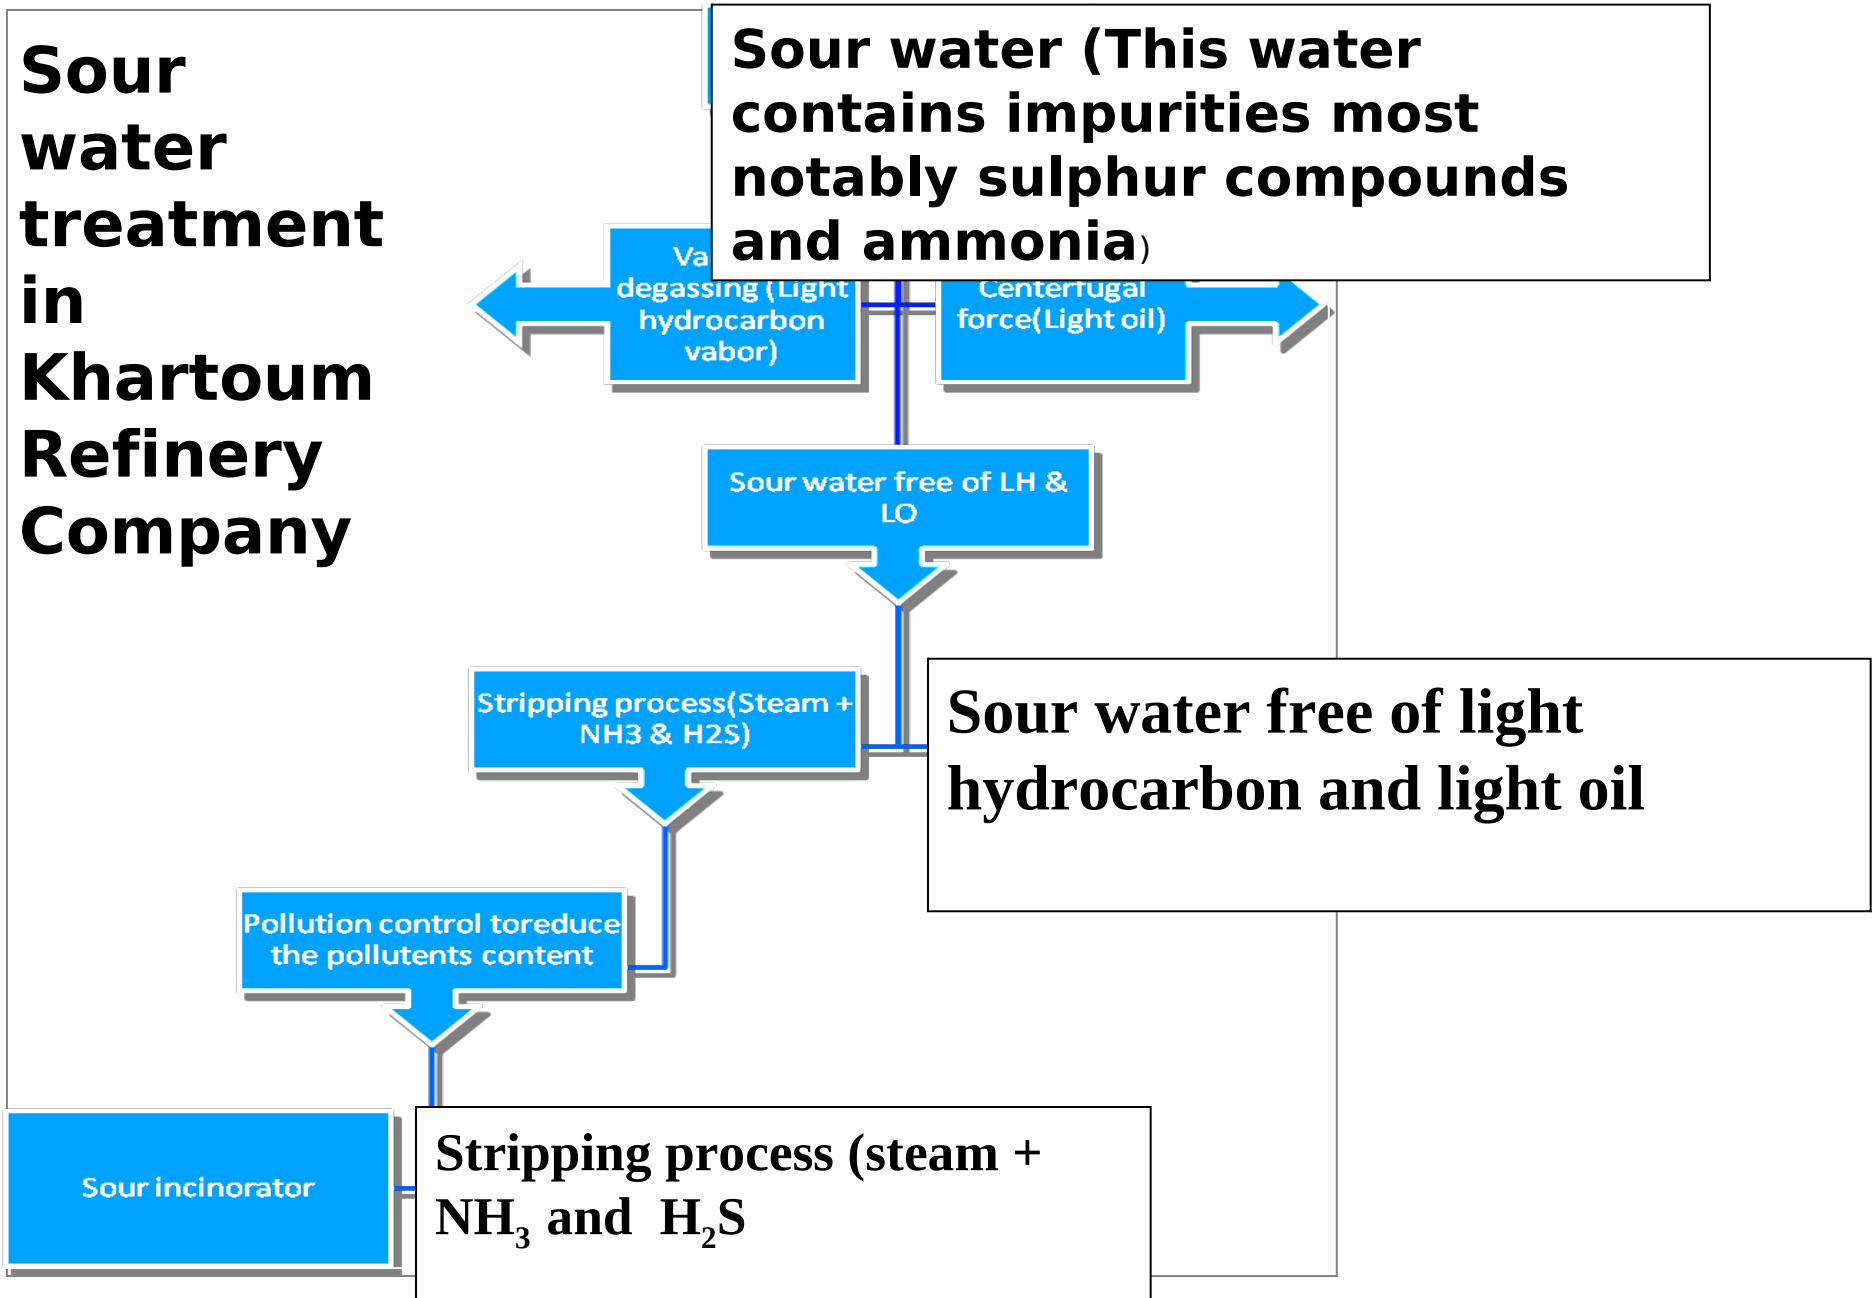 Sour
water
treatment
in
Khartoum
Refinery
Company
Sour water (This water
contains impurities most
notably sulphur compounds
and ammonia)
degassing (Light
hydrocarbon
vabor)
Centerfugal
force(Light oil)
Sour water free of LH &
LO
Stripping process(Steam +
NH3 & H2S)
Sour water free of light
hydrocarbon and light oil
Pollution control toreduce
the pollutents content
Sour incinorator
Stripping process (steam +
NH₃ and H₂S